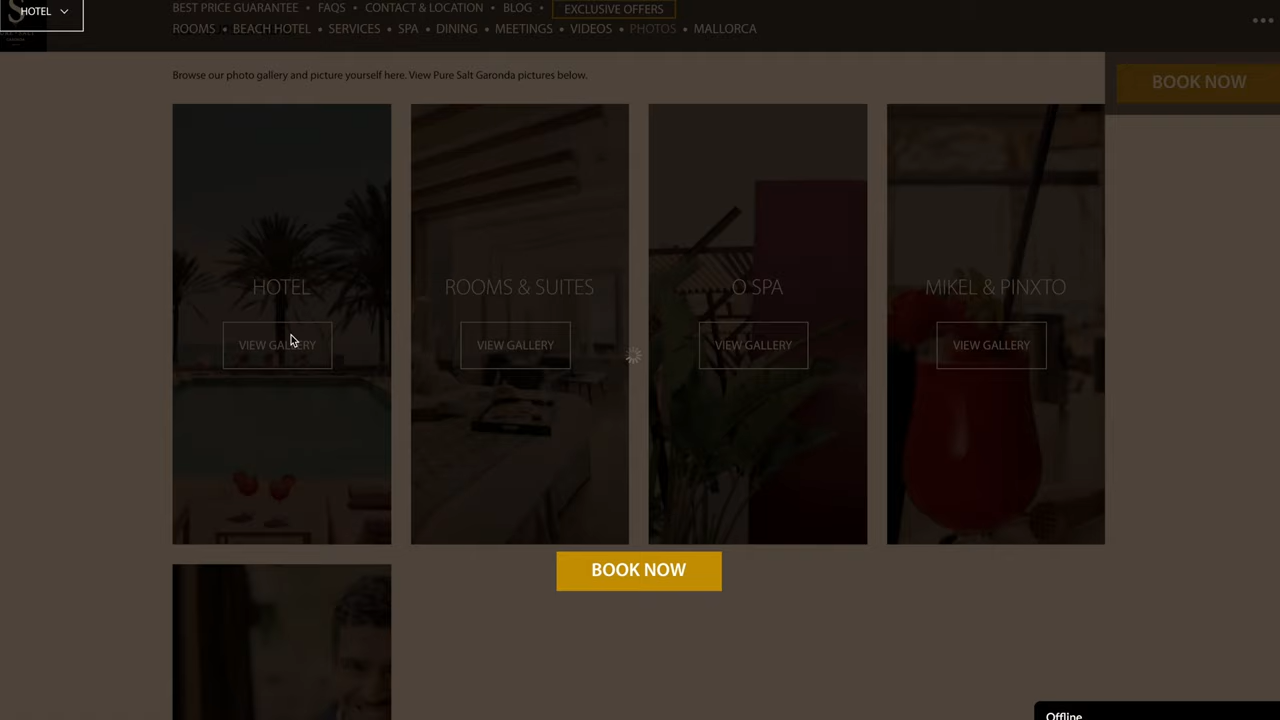 HOTEL
BEST PRICE GUARANTEE • FAQS • CONTACT & LOCATION • BLOG • EXCLUSIVE OFFERS
ROOMS • BEACH HOTEL • SERVICES • SPA • DINING • MEETINGS • VIDEOS • PHOTOS • MALLORCA
Browse our photo gallery and picture yourself here. View Pure Salt Garonda pictures below.
BOOK NOW
HOTEL
VIEW GALLERY
ROOMS & SUITES
VIEW GALLERY
O SPA
VIEW GALLERY
MIKEL & PINXTO
VIEW GALLERY
BOOK NOW
Offline